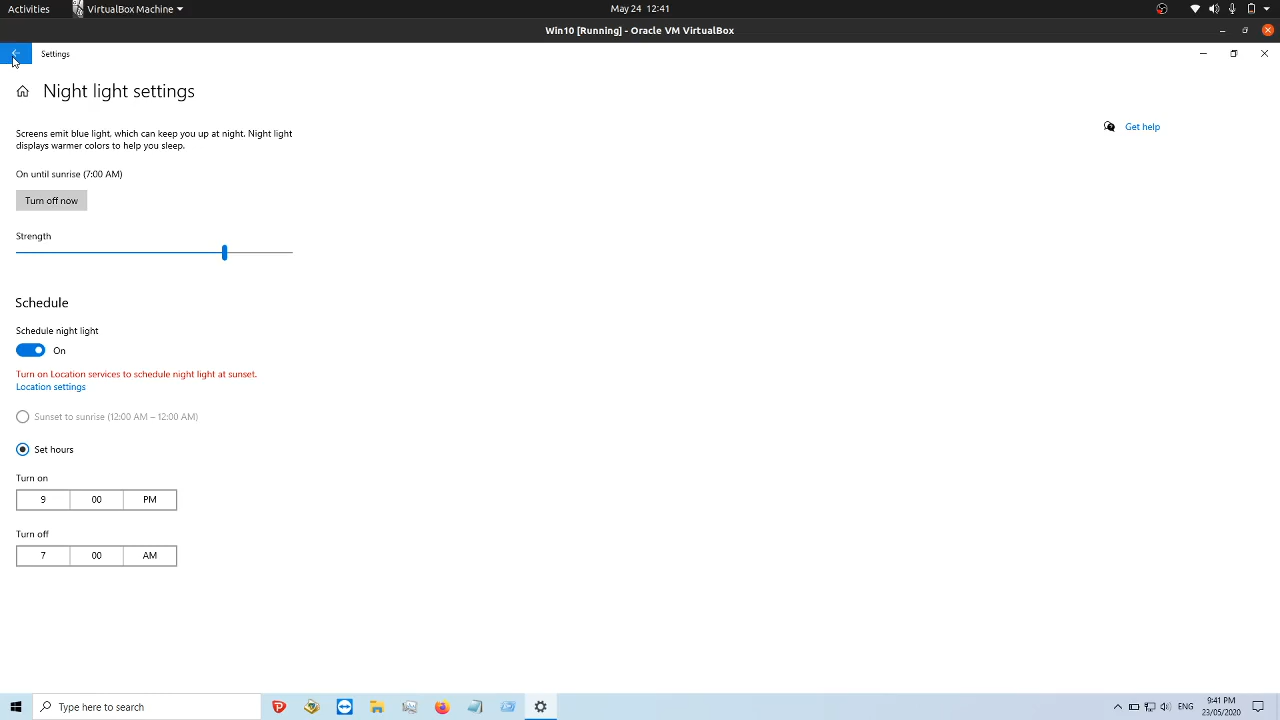 Activities
VirtualBox Machine
May 24 12:41
Win10 [Running] - Oracle VM VirtualBox
Settings
Night light settings
Screens emit blue light, which can keep you up at night. Night light
displays warmer colors to help you sleep.
Get help
On until sunrise (7:00 AM)
Turn off now
Strength
Schedule
Schedule night light
On
Turn on Location services to schedule night light at sunset.
Location settings
Sunset to sunrise (12:00 AM – 12:00 AM)
Set hours
Turn on
9 00 PM
Turn off
7 00 AM
Type here to search
ENG
9:41 PM
23/05/2020